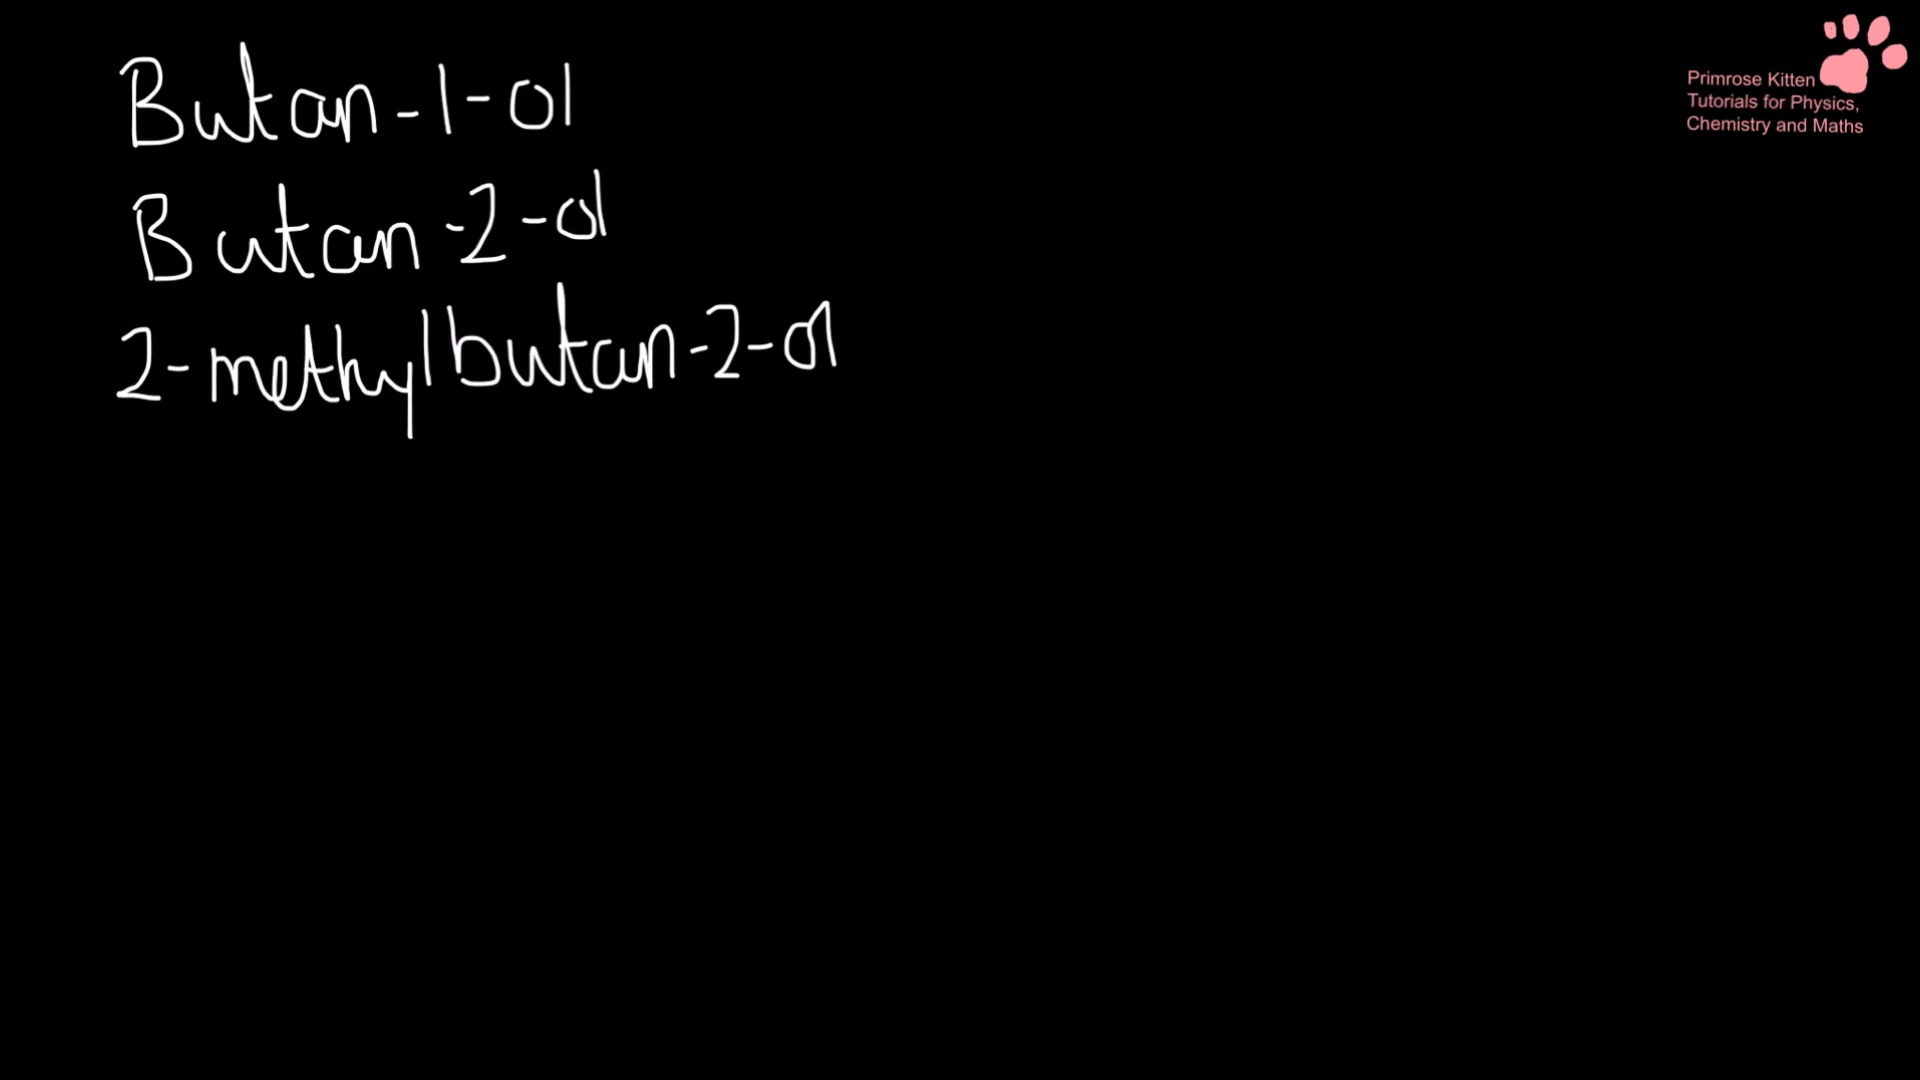 Butan-1-ol
Butan-2-ol
2-methylbutan-2-ol
Primrose Kitten
Tutorials for Physics,
Chemistry and Maths